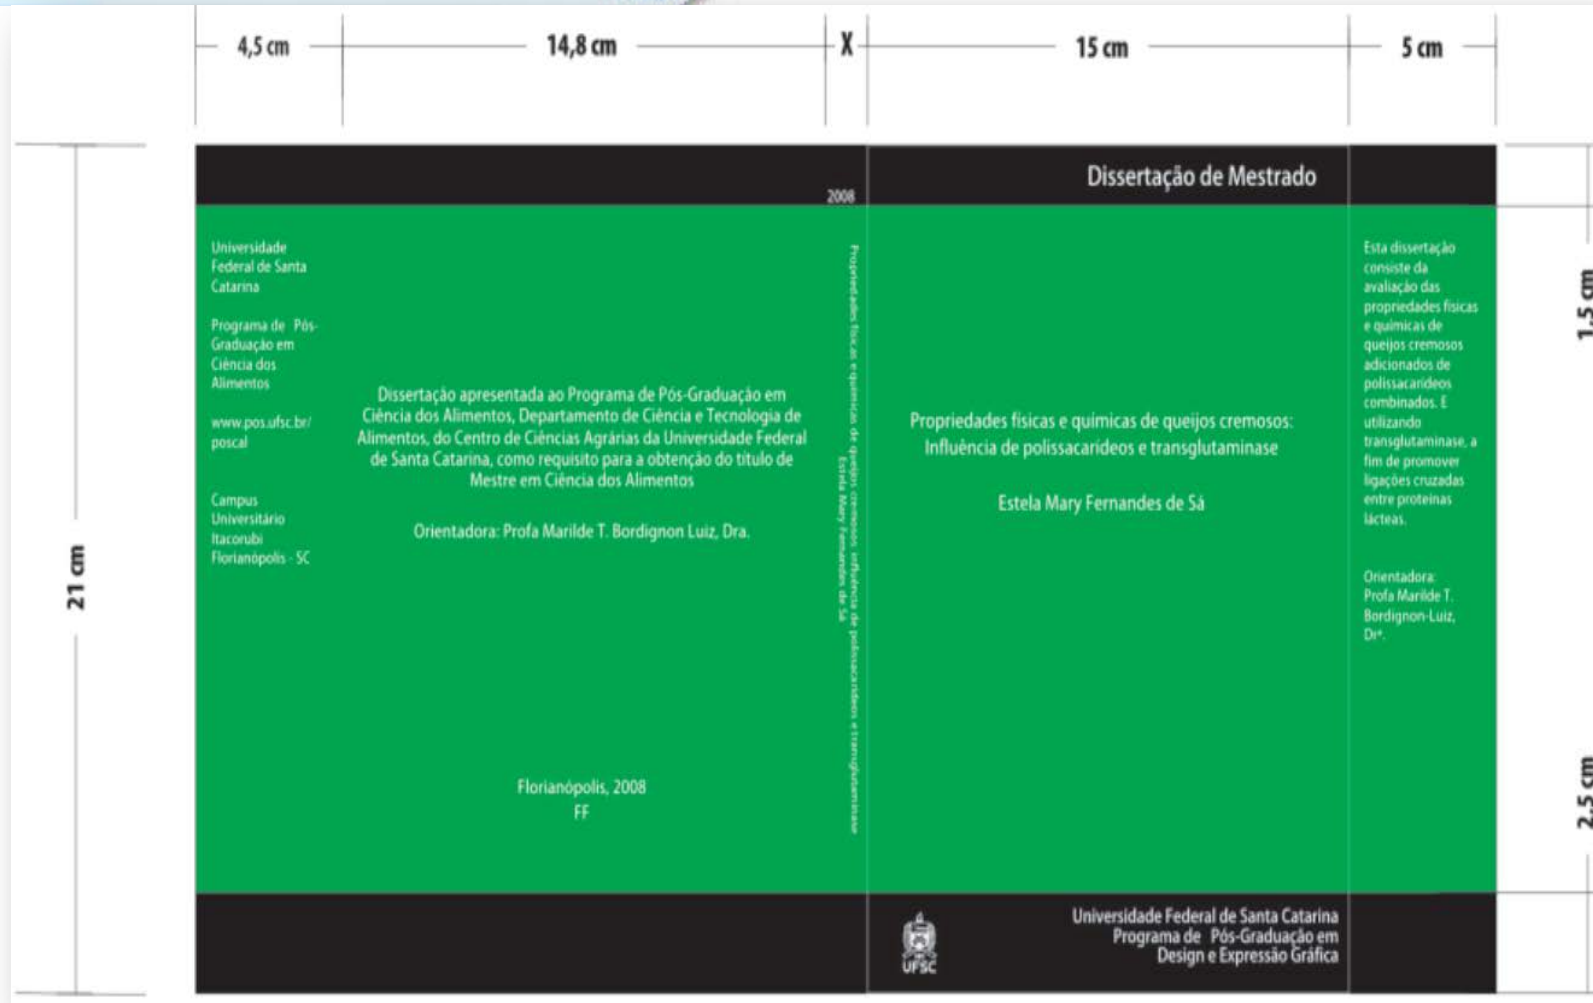 4,5 cm
14,8 cm
X
15 cm
5 cm
21 cm
Universidade
Federal de Santa
Catarina
Programa de Pós-
Graduação em
Ciência dos
Alimentos
www.pos.ufsc.br/
poscal
Campus
Universitário
Itacorubi
Florianópolis - SC
Dissertação apresentada ao Programa de Pós-Graduação em
Ciência dos Alimentos, Departamento de Ciência e Tecnologia de
Alimentos, do Centro de Ciências Agrárias da Universidade Federal
de Santa Catarina, como requisito para a obtenção do título de
Mestre em Ciência dos Alimentos
Orientadora: Profa Marilde T. Bordignon Luiz, Dra.
Florianópolis, 2008
FF
2008
Propriedades físicas e químicas de queijos cremosos: influência de polissacarídeos e transglutaminase
Estela Mary Fernandes de Sá
Dissertação de Mestrado
Propriedades físicas e químicas de queijos cremosos:
Influência de polissacarídeos e transglutaminase
Estela Mary Fernandes de Sá
UFSC
Universidade Federal de Santa Catarina
Programa de Pós-Graduação em
Design e Expressão Gráfica
Esta dissertação
consiste da
avaliação das
propriedades físicas
e químicas de
queijos cremosos
adicionados de
polissacarídeos
combinados. E
utilizando
transglutaminase, a
fim de promover
ligações cruzadas
entre proteínas
lácteas.
Orientadora:
Profa Marilde T.
Bordignon-Luiz,
Drª.
1,5 cm
2,5 cm